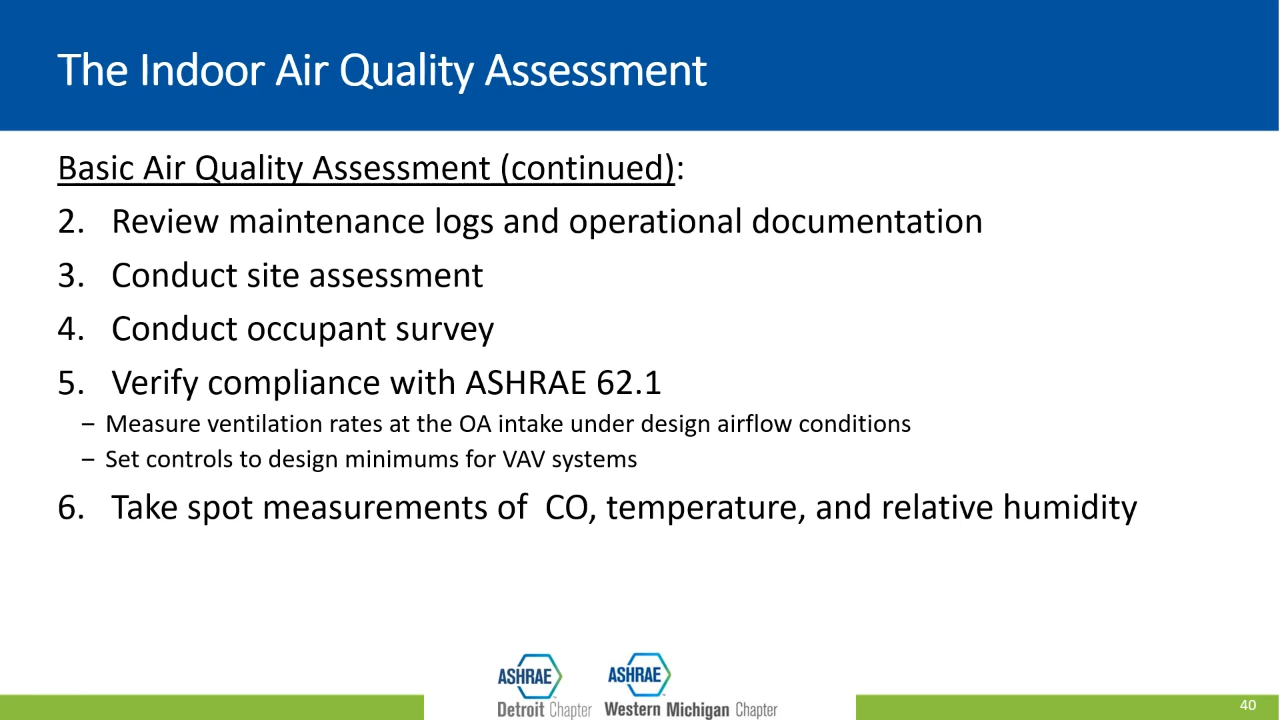 The Indoor Air Quality Assessment
Basic Air Quality Assessment (continued):
2. Review maintenance logs and operational documentation
3. Conduct site assessment
4. Conduct occupant survey
5. Verify compliance with ASHRAE 62.1
– Measure ventilation rates at the OA intake under design airflow conditions
– Set controls to design minimums for VAV systems
6. Take spot measurements of  CO, temperature, and relative humidity
ASHRAE
Detroit Chapter
ASHRAE
Western Michigan Chapter
40